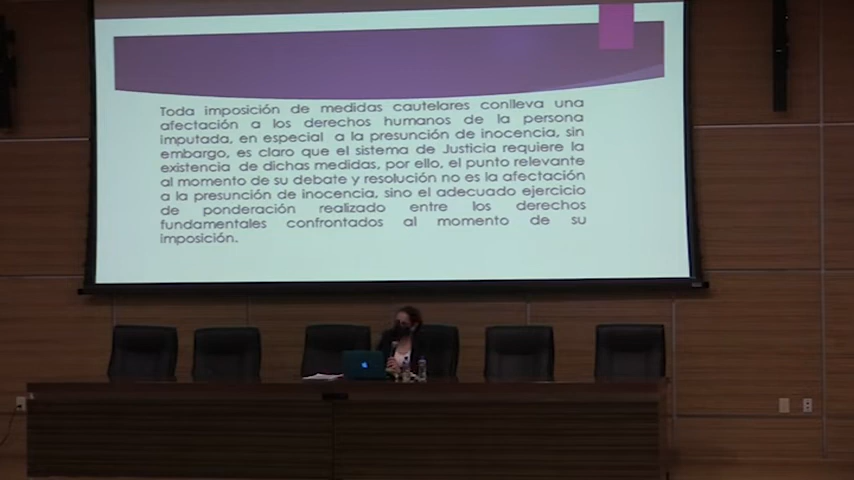 Toda imposición de medidas cautelares conlleva una
afectación a los derechos humanos de la persona
imputada, en especial a la presunción de inocencia, sin
embargo, es claro que el sistema de Justicia requiere la
existencia de dichas medidas, por ello, el punto relevante
al momento de su debate y resolución no es la afectación
a la presunción de inocencia, sino el adecuado ejercicio
de ponderación realizado entre los derechos
fundamentales confrontados al momento de su
imposición.